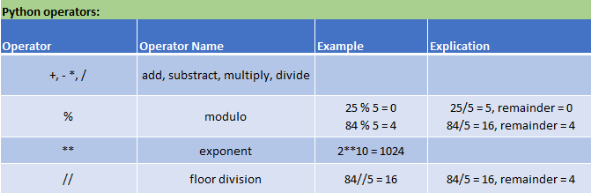 Python operators:
Operator Operator Name Example Explication
+, - *, / add, substract, multiply, divide
% modulo 25 % 5 = 0 25/5 = 5, remainder = 0
84 % 5 = 4 84/5 = 16, remainder = 4
** exponent 2**10 = 1024
// floor division 84//5 = 16 84/5 = 16, remainder = 4